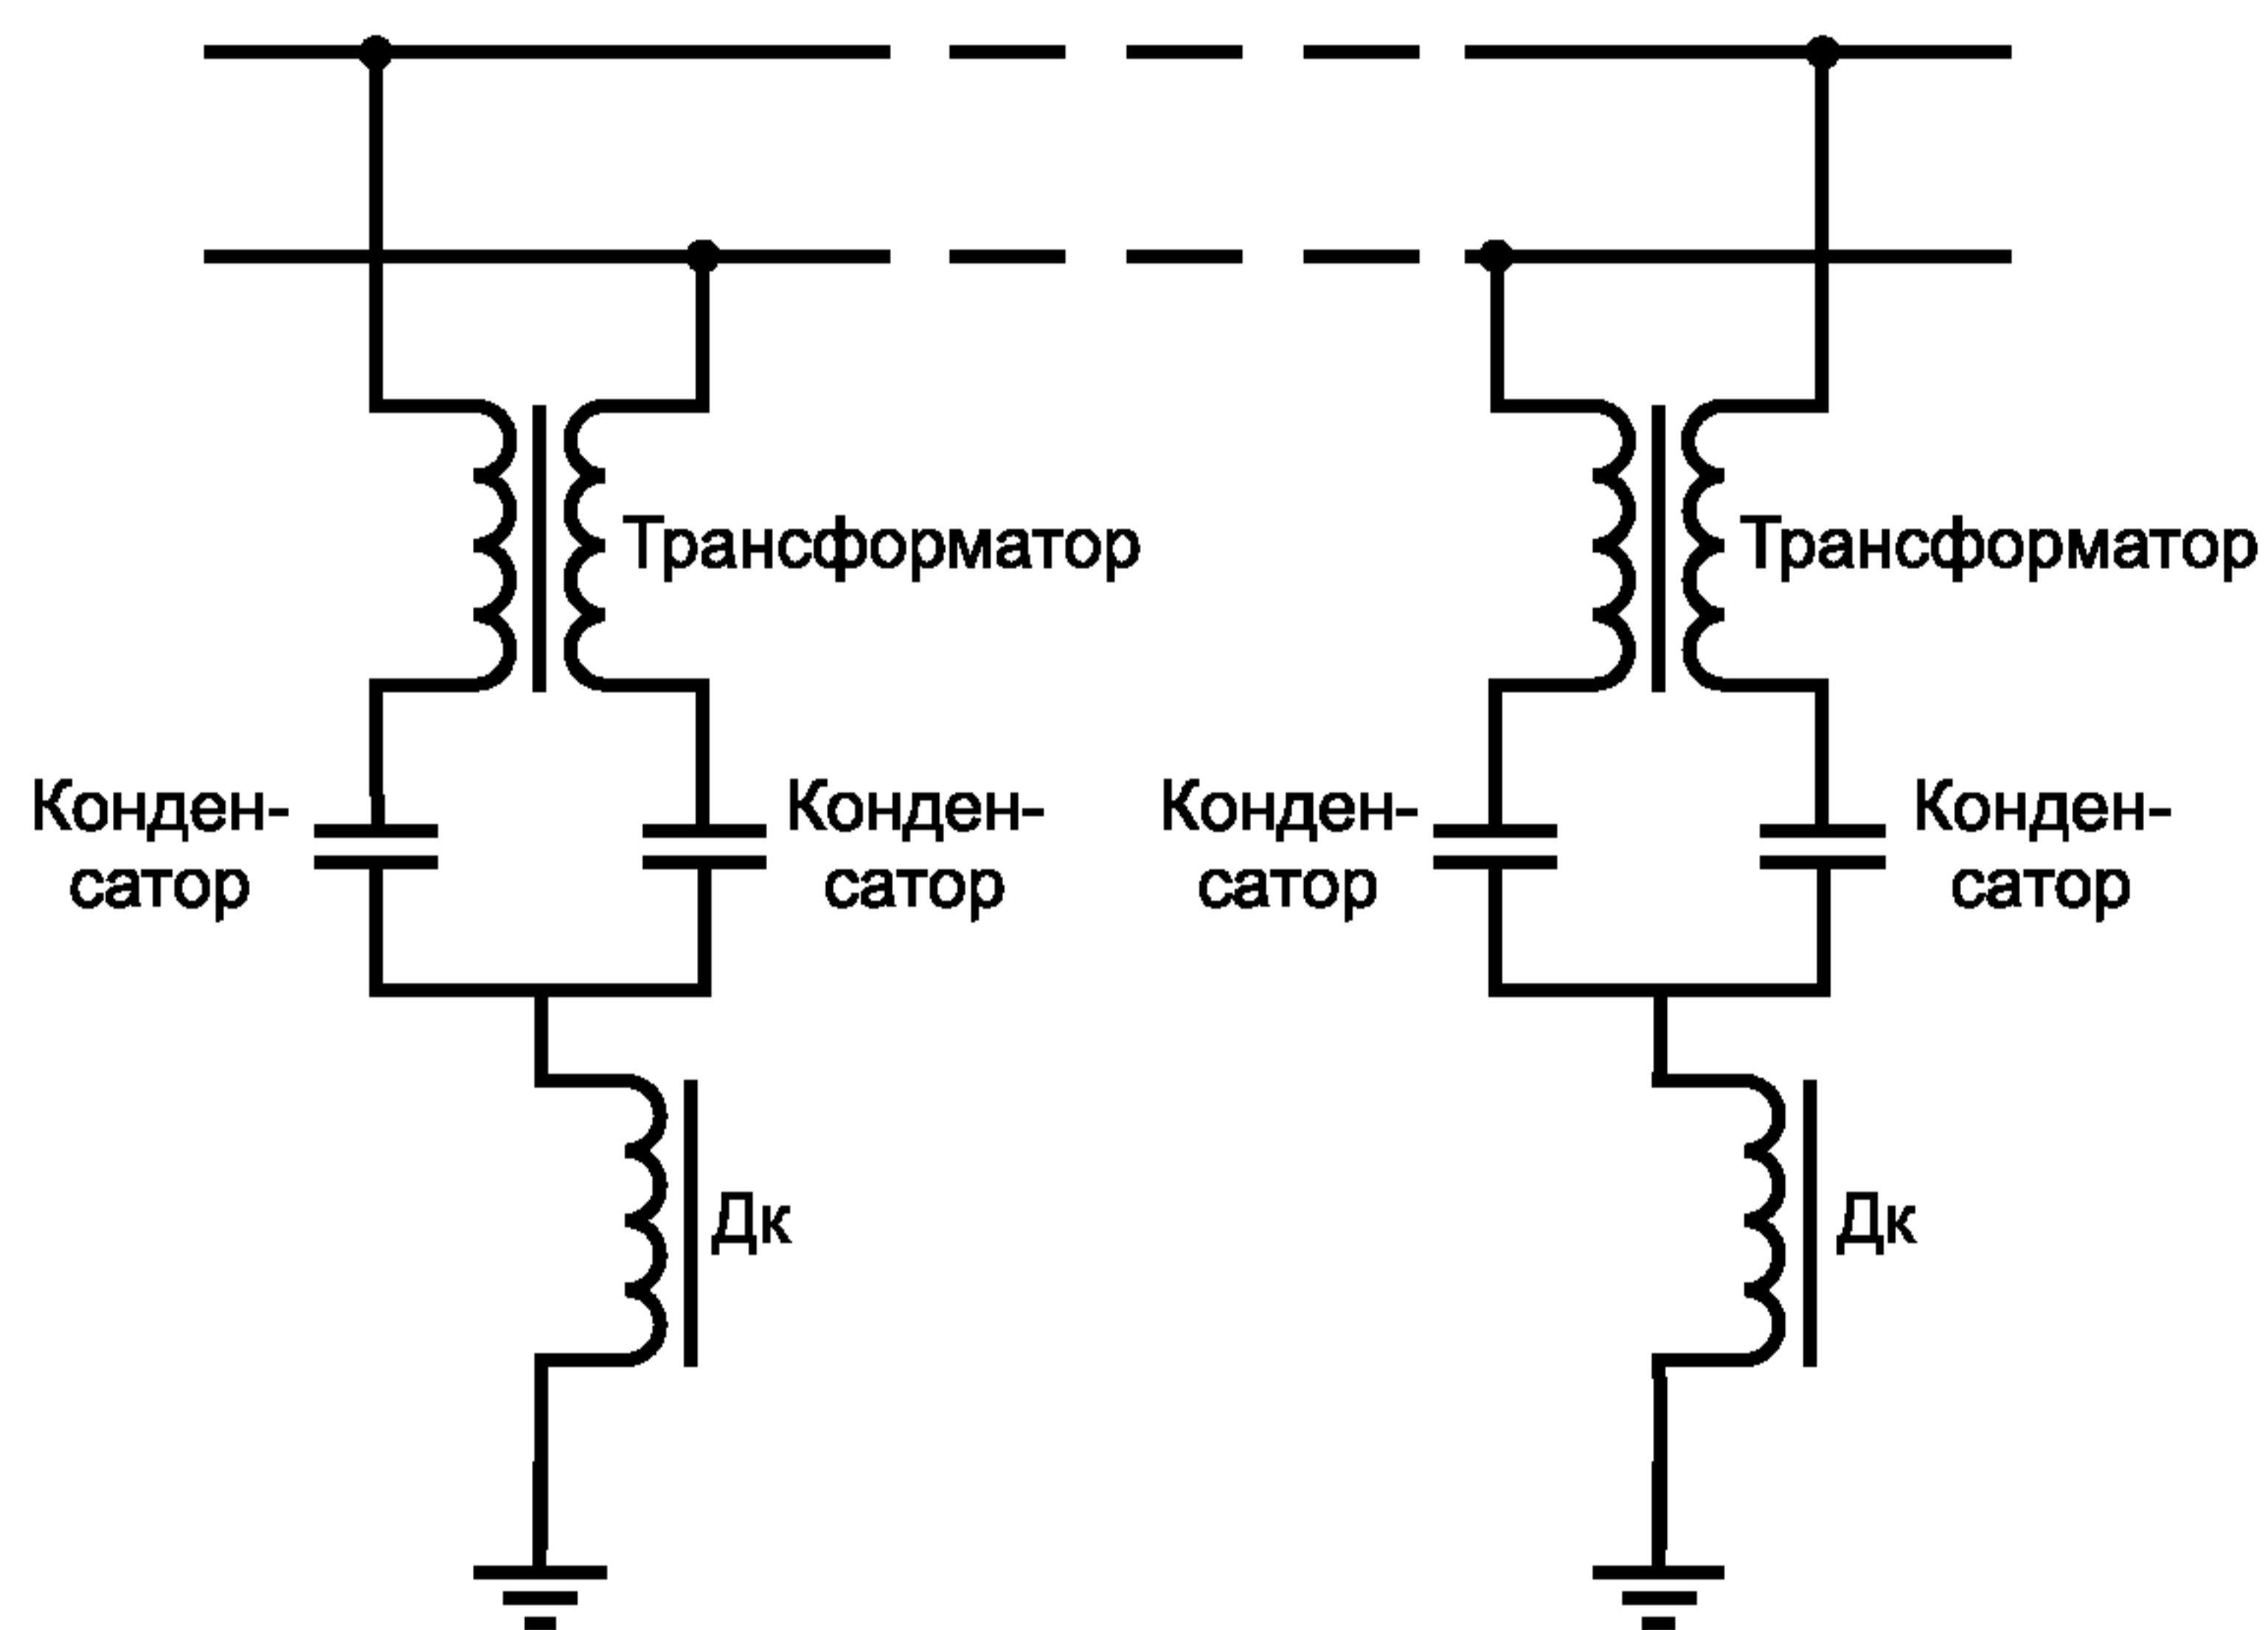 Трансформатор
Трансформатор
Конден-
сатор
Конден-
сатор
Конден-
сатор
Конден-
сатор
Дк
Дк